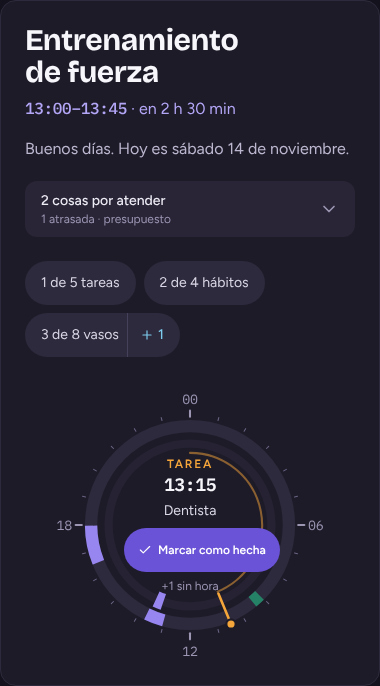 Entrenamiento
de fuerza
13:00–13:45 · en 2 h 30 min
Buenos días. Hoy es sábado 14 de noviembre.
2 cosas por atender
1 atrasada · presupuesto
1 de 5 tareas
2 de 4 hábitos
3 de 8 vasos
+ 1
00
TAREA
13:15
Dentista
18
06
Marcar como hecha
+1 sin hora
12